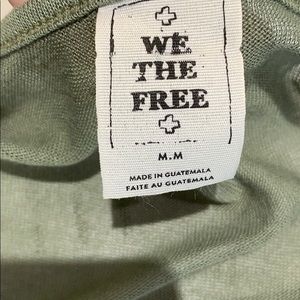 WE
THE
FREE
M.M
MADE IN GUATEMALA
FAITE AU GUATEMALA